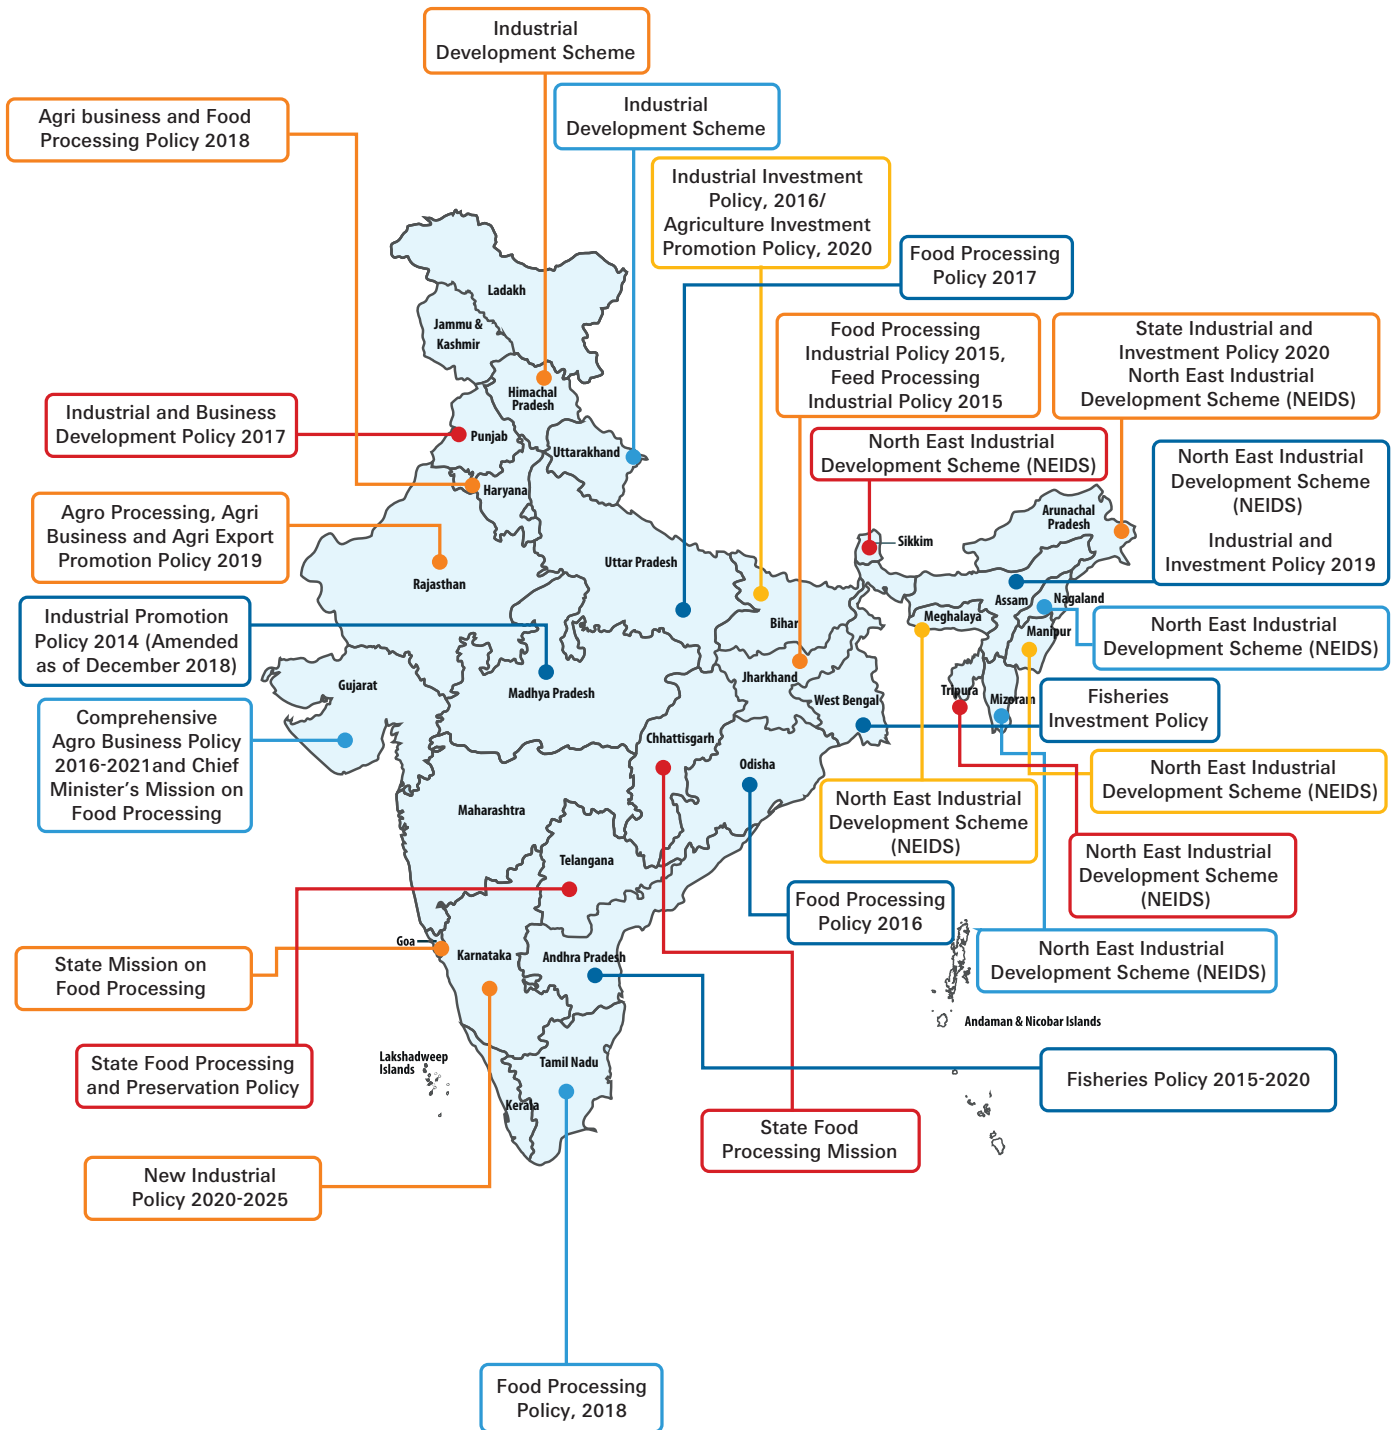 Industrial
Development Scheme
Industrial
Development Scheme
Agri business and Food
Processing Policy 2018
Industrial Investment
Policy, 2016/
Agriculture Investment
Promotion Policy, 2020
Food Processing
Policy 2017
Ladakh
Jammu &
Kashmir
Food Processing
Industrial Policy 2015,
Feed Processing
Industrial Policy 2015
State Industrial and
Investment Policy 2020
North East Industrial
Development Scheme (NEIDS)
Himachal
Pradesh
Industrial and Business
Development Policy 2017
Punjab
Uttarakhand
North East Industrial
Development Scheme (NEIDS)
North East Industrial
Development Scheme
(NEIDS)
Industrial and
Investment Policy 2019
Haryana
Agro Processing, Agri
Business and Agri Export
Promotion Policy 2019
Arunachal
Pradesh
Sikkim
Uttar Pradesh
Rajasthan
Assam
Nagaland
Meghalaya
Bihar
Manipur
Industrial Promotion
Policy 2014 (Amended
as of December 2018)
North East Industrial
Development Scheme (NEIDS)
Gujarat
Madhya Pradesh
Jharkhand
West Bengal
Tripura
Mizoram
Fisheries
Investment Policy
Comprehensive
Agro Business Policy
2016-2021and Chief
Minister's Mission on
Food Processing
Chhattisgarh
Odisha
North East Industrial
Development Scheme (NEIDS)
Maharashtra
North East Industrial
Development Scheme
(NEIDS)
Telangana
North East Industrial
Development Scheme
(NEIDS)
Food Processing
Policy 2016
Goa
Karnataka
Andhra Pradesh
North East Industrial
Development Scheme (NEIDS)
State Mission on
Food Processing
Andaman & Nicobar Islands
State Food Processing
and Preservation Policy
Lakshadweep
Islands
Tamil Nadu
Kerala
Fisheries Policy 2015-2020
State Food
Processing Mission
New Industrial
Policy 2020-2025
Food Processing
Policy, 2018